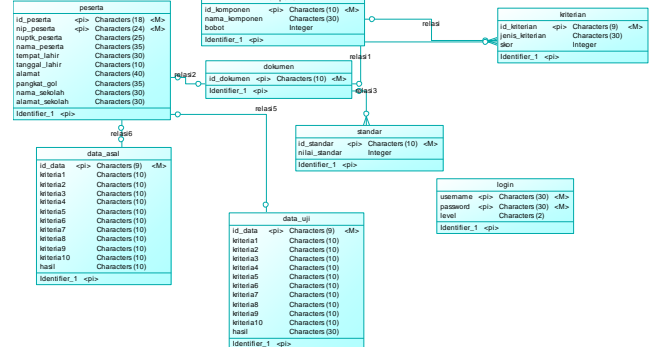 peserta
id_peserta <pi> Characters (18) <M>
nip_peserta <pi> Characters (24) <M>
nuptk_peserta Characters (25)
nama_peserta Characters (35)
tempat_lahir Characters (30)
tanggal_lahir Characters (30)
alamat Characters (40)
pangkat_gol Characters (35)
nama_sekolah Characters (30)
alamat_sekolah Characters (30)
Identifier_1 <pi>
id_komponen <pi> Characters (10) <M>
nama_komponen Characters (30)
bobot Integer
Identifier_1 <pi>
relasi
kriterian
id_kriterian <pi> Characters (9) <M>
jenis_kriterian Characters (30)
skor Integer
Identifier_1 <pi>
relasi1
dokumen
id_dokumen <pi> Characters (10) <M>
Identifier_1 <pi>
relasi2
relasi3
relasi5
standar
id_standar <pi> Characters (10) <M>
nilai_standar Integer
Identifier_1 <pi>
relasi6
data_asal
id_data <pi> Characters (9) <M>
kriteria1 Characters (10)
kriteria2 Characters (10)
kriteria3 Characters (10)
kriteria4 Characters (10)
kriteria5 Characters (10)
kriteria6 Characters (10)
kriteria7 Characters (10)
kriteria8 Characters (10)
kriteria9 Characters (10)
kriteria10 Characters (10)
hasil Characters (10)
Identifier_1 <pi>
login
username <pi> Characters (30) <M>
password <pi> Characters (30) <M>
level Characters (2)
Identifier_1 <pi>
data_uji
id_data <pi> Characters (9) <M>
kriteria1 Characters (10)
kriteria2 Characters (10)
kriteria3 Characters (10)
kriteria4 Characters (10)
kriteria5 Characters (10)
kriteria6 Characters (10)
kriteria7 Characters (10)
kriteria8 Characters (10)
kriteria9 Characters (10)
kriteria10 Characters (10)
hasil Characters (30)
Identifier_1 <pi>